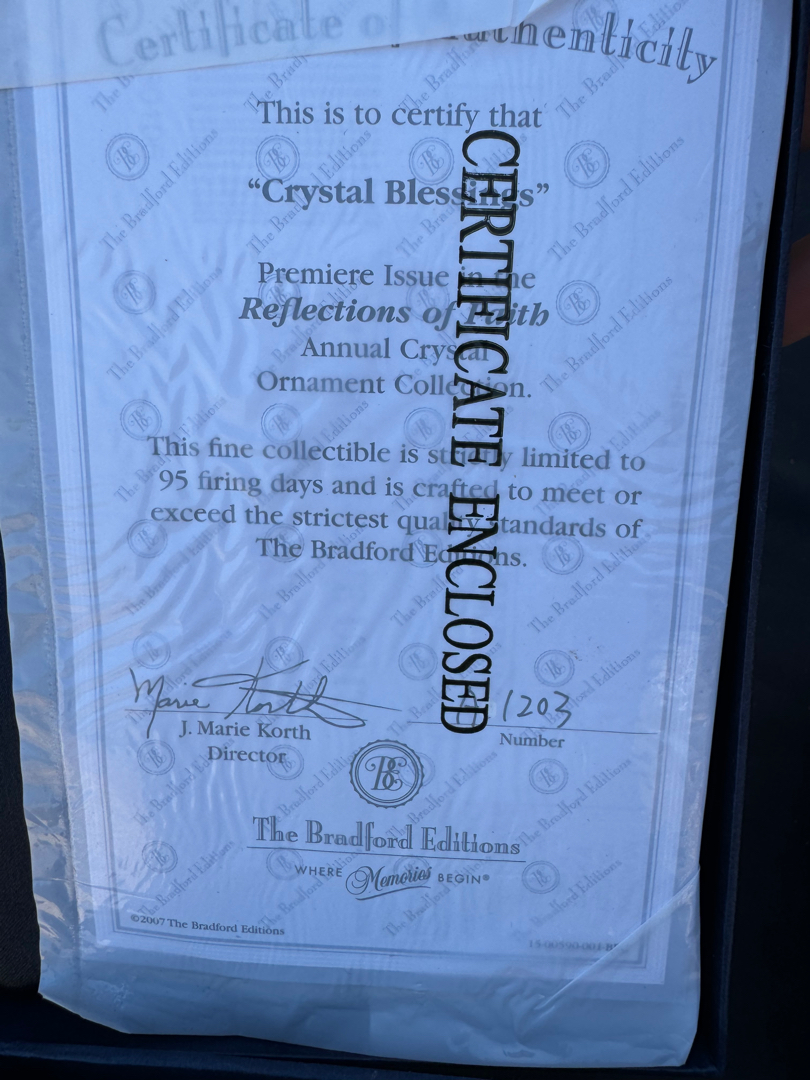 Certificate of Authenticity
This is to certify that
“Crystal Blessings”
Premiere Issue in the
Reflections of Faith
Annual Crystal
Ornament Collection.
This fine collectible is strictly limited to
95 firing days and is crafted to meet or
exceed the strictest quality standards of
The Bradford Editions.
CERTIFICATE ENCLOSED
Marie Korth
1203
J. Marie Korth
Number
Director
BE
The Bradford Editions
WHERE Memories BEGIN®
©2007 The Bradford Editions